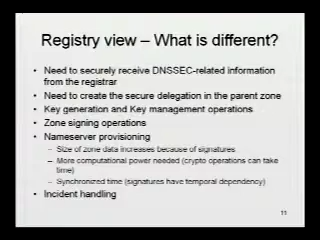 Registry view – What is different?
• Need to securely receive DNSSEC-related information
from the registrar
• Need to create the secure delegation in the parent zone
• Key generation and Key management operations
• Zone signing operations
• Nameserver provisioning
– Size of zone data increases because of signatures
– More computational power needed (crypto operations can take
time)
– Synchronized time (signatures have temporal dependency)
• Incident handling
11